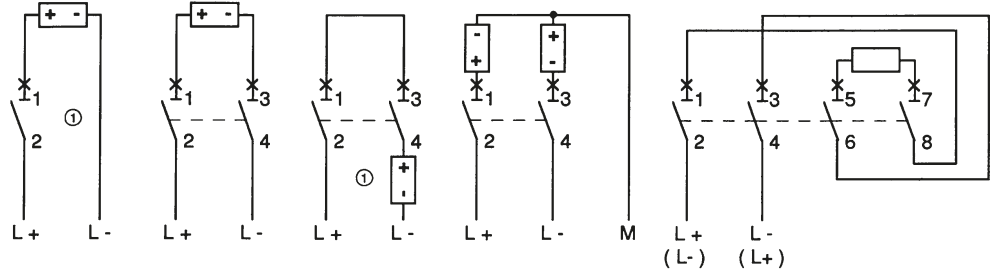 + - + -
- + + -
1 1 3 1 3 1 3 1 3 5 7
①
2 2 4 2 4 2 4 2 4 6 8
① + -
L + L - L + L - L + L - L + L - M L + L -
( L - ) ( L+ )